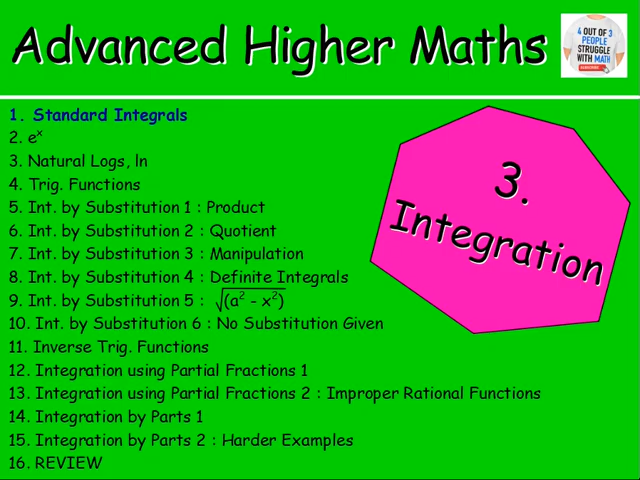 Advanced Higher Maths
4 OUT OF 3
PEOPLE
STRUGGLE
WITH MATH
1. Standard Integrals
2. eˣ
3. Natural Logs, ln
4. Trig. Functions
5. Int. by Substitution 1 : Product
6. Int. by Substitution 2 : Quotient
7. Int. by Substitution 3 : Manipulation
8. Int. by Substitution 4 : Definite Integrals
9. Int. by Substitution 5 : √(a² - x²)
10. Int. by Substitution 6 : No Substitution Given
11. Inverse Trig. Functions
12. Integration using Partial Fractions 1
13. Integration using Partial Fractions 2 : Improper Rational Functions
14. Integration by Parts 1
15. Integration by Parts 2 : Harder Examples
16. REVIEW
3.
Integration